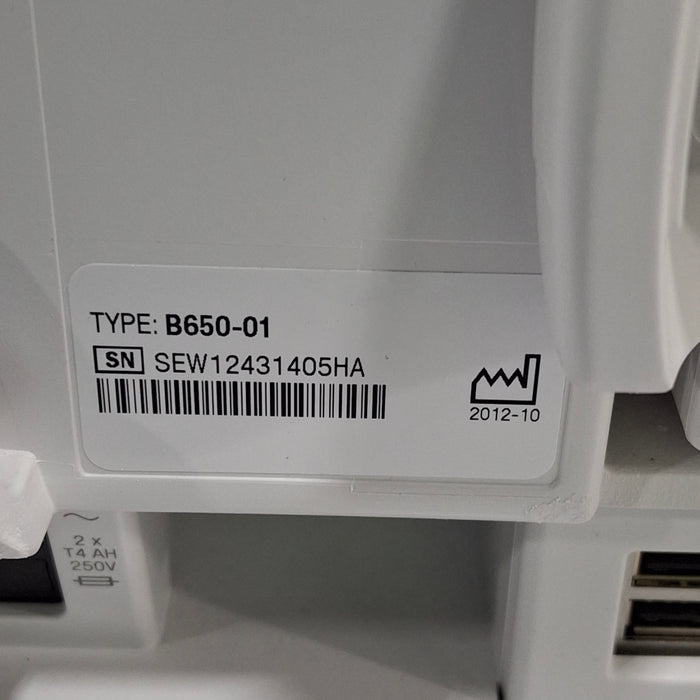 TYPE: B650-01
SN SEW12431405HA
2012-10
2 x
T4 AH
250V